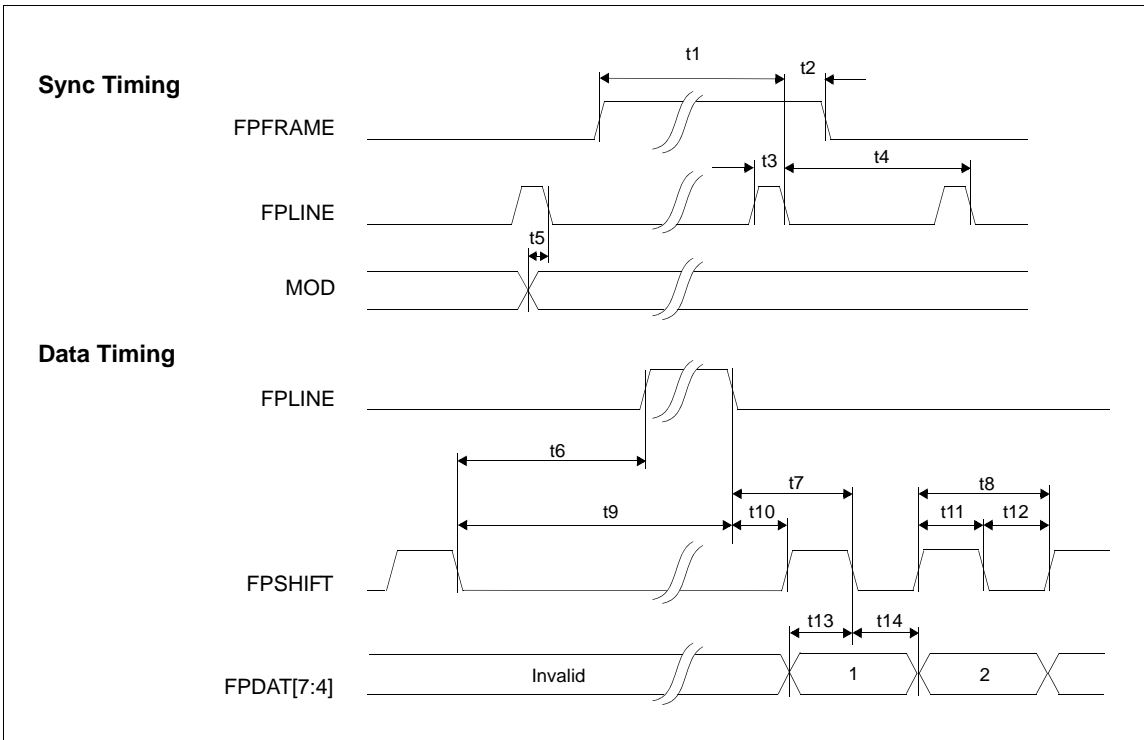 Sync Timing
t1
t2
FPFRAME
t3
t4
FPLINE
t5
MOD
Data Timing
FPLINE
t6
t7
t8
t9
t10
t11
t12
FPSHIFT
t13
t14
FPDAT[7:4]
Invalid
1
2